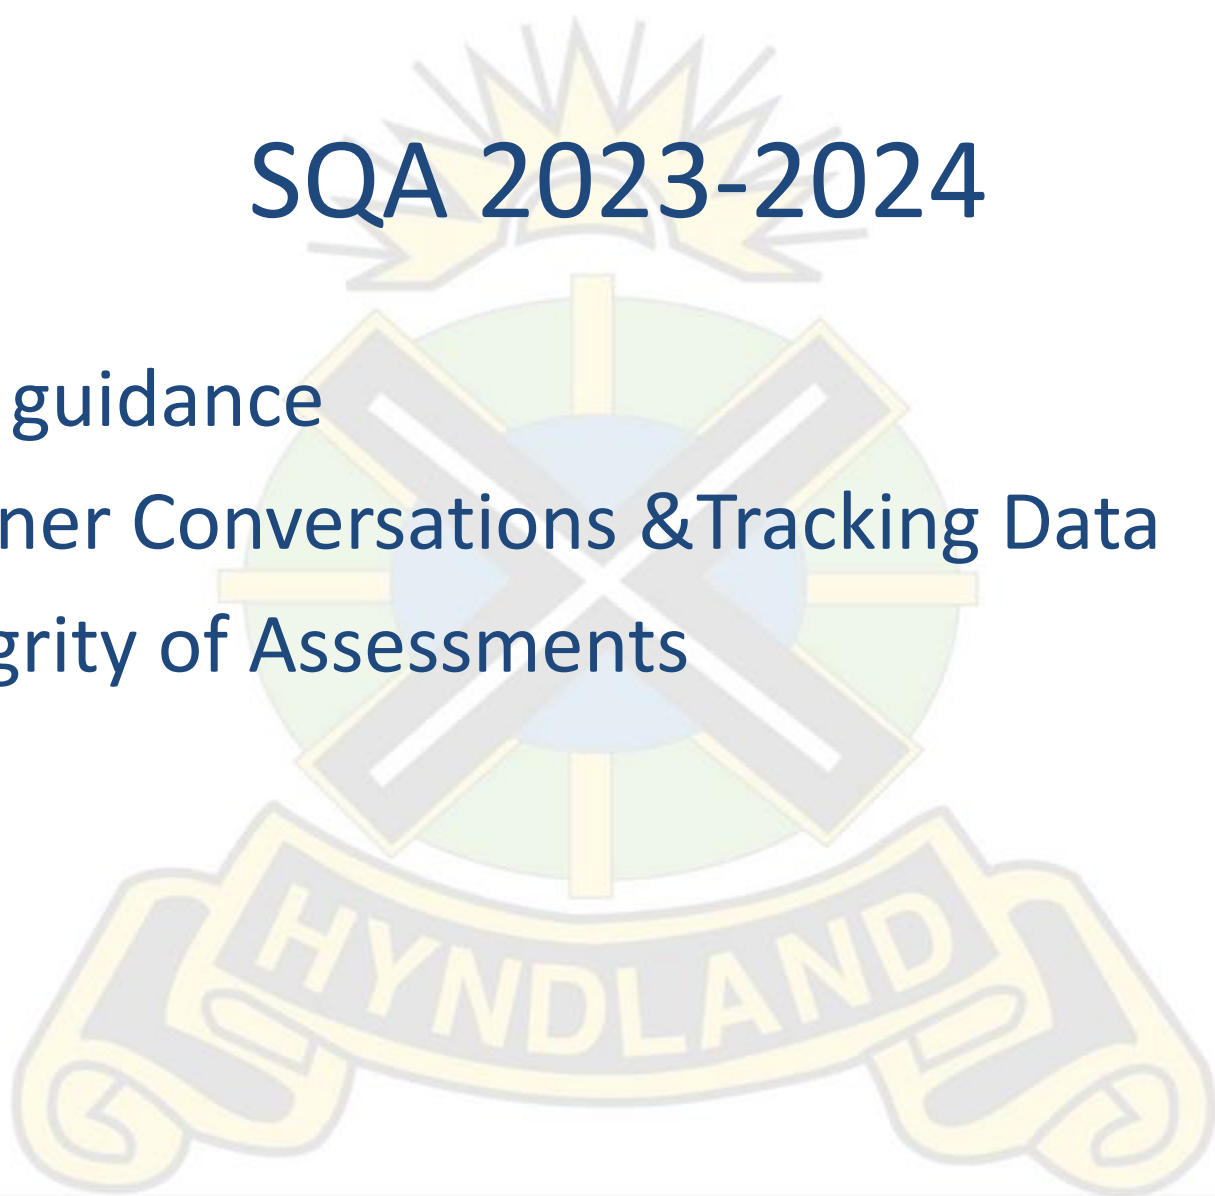 SQA 2023-2024
guidance
ner Conversations &Tracking Data
grity of Assessments
HYNDLAND